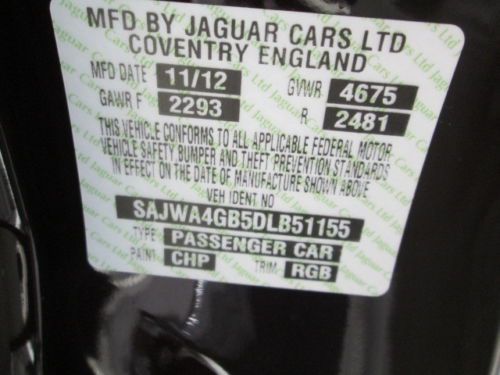 MFD BY JAGUAR CARS LTD
COVENTRY ENGLAND
MFD DATE 11/12 GVWR 4675
GAWR F 2293 R 2481
THIS VEHICLE CONFORMS TO ALL APPLICABLE FEDERAL MOTOR
VEHICLE SAFETY BUMPER AND THEFT PREVENTION STANDARDS
IN EFFECT ON THE DATE OF MANUFACTURE SHOWN ABOVE
VEH IDENT NO
SAJWA4GB5DLB51155
TYPE: PASSENGER CAR
PAINT: CHP TRIM: RGB